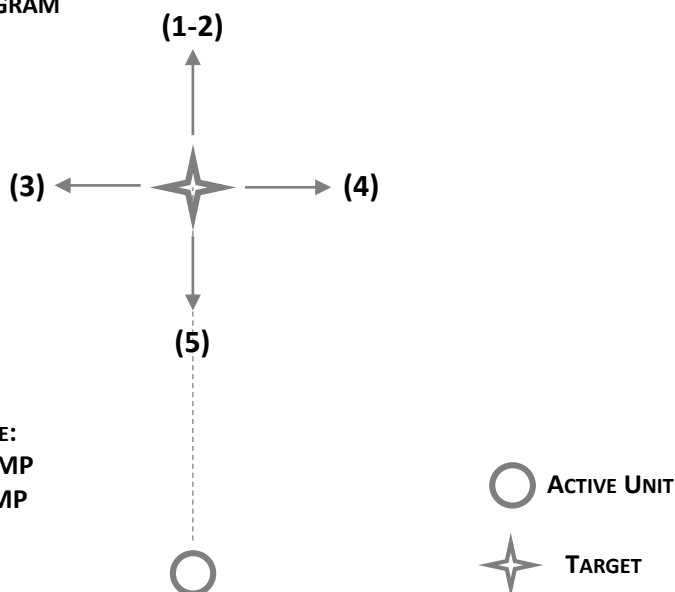 GRAM
(1-2)
(3)
(4)
(5)
E:
MP
MP
ACTIVE UNIT
TARGET